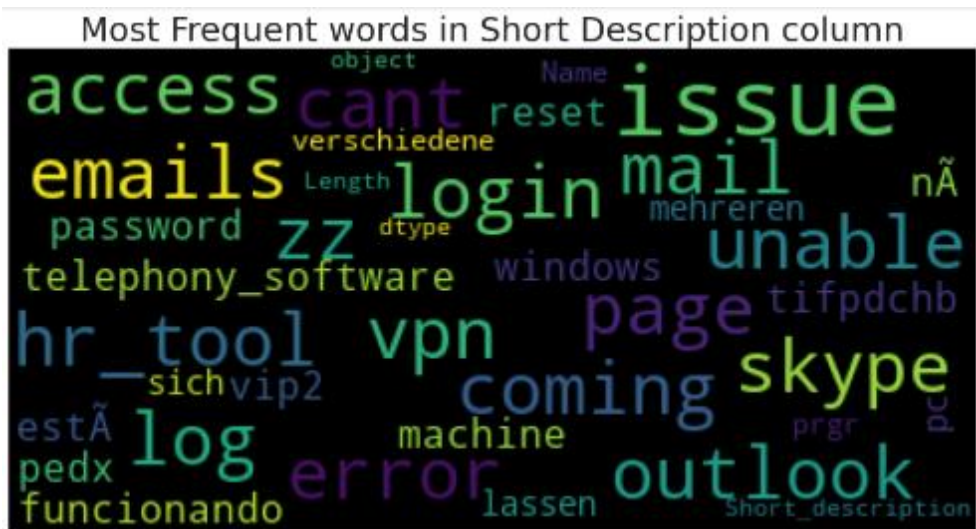 Most Frequent words in Short Description column
object
access cant Name issue
reset
verschiedene
emails Length login mail nÃ
mehreren
password zz dtype unable
telephony_software windows page tifpdchb
hr_tool vpn skype
sich vip2 coming pc
estÃ log machine prgr
pedx error outlook
funcionando lassen Short_description